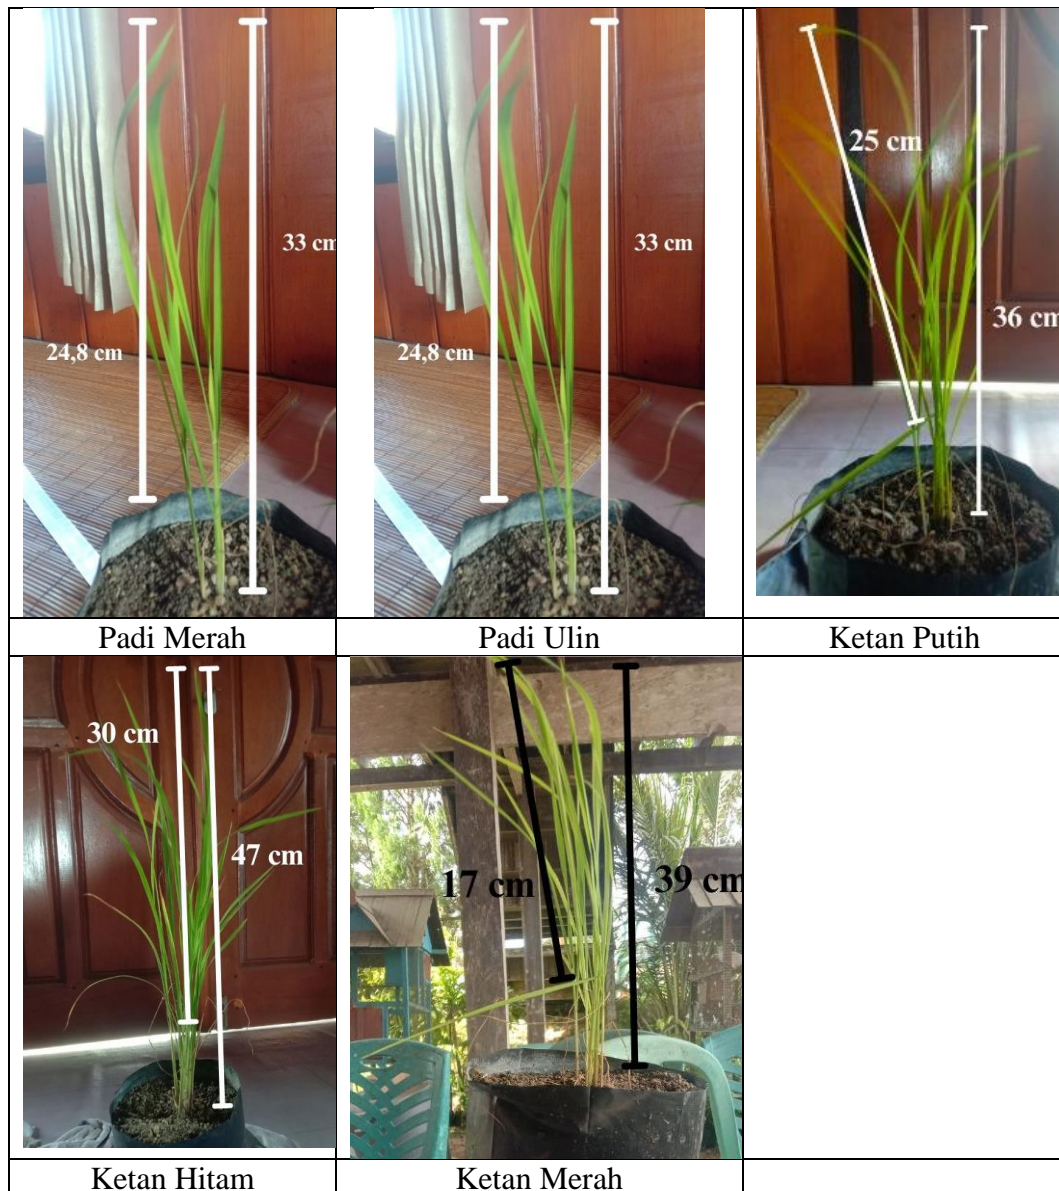 33 cm
24,8 cm
33 cm
24,8 cm
25 cm
36 cm
Padi Merah
Padi Ulin
Ketan Putih
30 cm
47 cm
17 cm
39 cm
Ketan Hitam
Ketan Merah